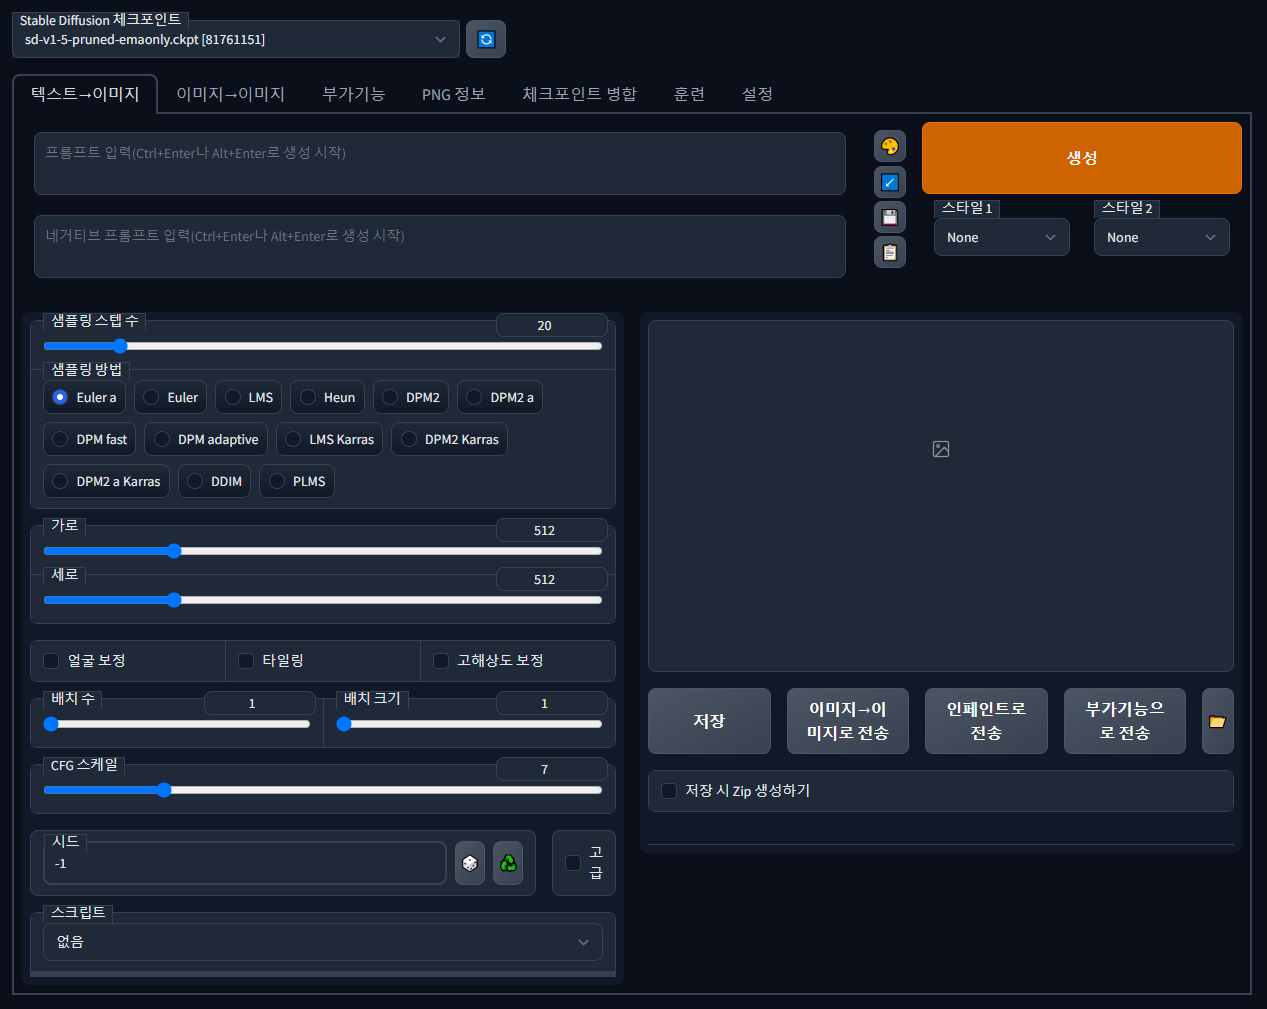 Stable Diffusion 체크포인트
sd-v1-5-pruned-emaonly.ckpt [81761151]
텍스트→이미지 이미지→이미지 부가기능 PNG 정보 체크포인트 병합 훈련 설정
프롬프트 입력(Ctrl+Enter나 Alt+Enter로 생성 시작)
네거티브 프롬프트 입력(Ctrl+Enter나 Alt+Enter로 생성 시작)
생성
스타일 1 스타일 2
None None
샘플링 스텝 수 20
샘플링 방법
Euler a Euler LMS Heun DPM2 DPM2 a
DPM fast DPM adaptive LMS Karras DPM2 Karras
DPM2 a Karras DDIM PLMS
가로 512
세로 512
얼굴 보정 타일링 고해상도 보정
배치 수 1 배치 크기 1
CFG 스케일 7
시드
-1
고
급
스크립트
없음
저장
이미지→이
미지로 전송
인페인트로
전송
부가기능으
로 전송
저장 시 Zip 생성하기